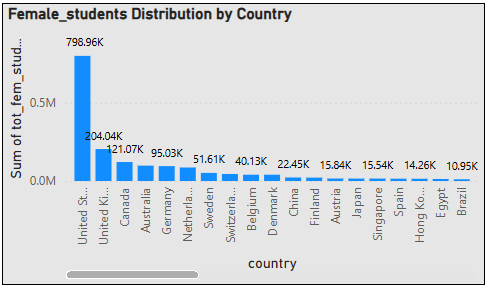 Female_students Distribution by Country
Sum of tot_fem_stud...
0.5M
0.0M
798.96K
204.04K
121.07K
95.03K
51.61K
40.13K
22.45K
15.84K
15.54K
14.26K
10.95K
United St...
United Ki...
Canada
Australia
Germany
Netherla...
Sweden
Switzerla...
Belgium
Denmark
China
Finland
Austria
Japan
Singapore
Spain
Hong Ko...
Egypt
Brazil
country